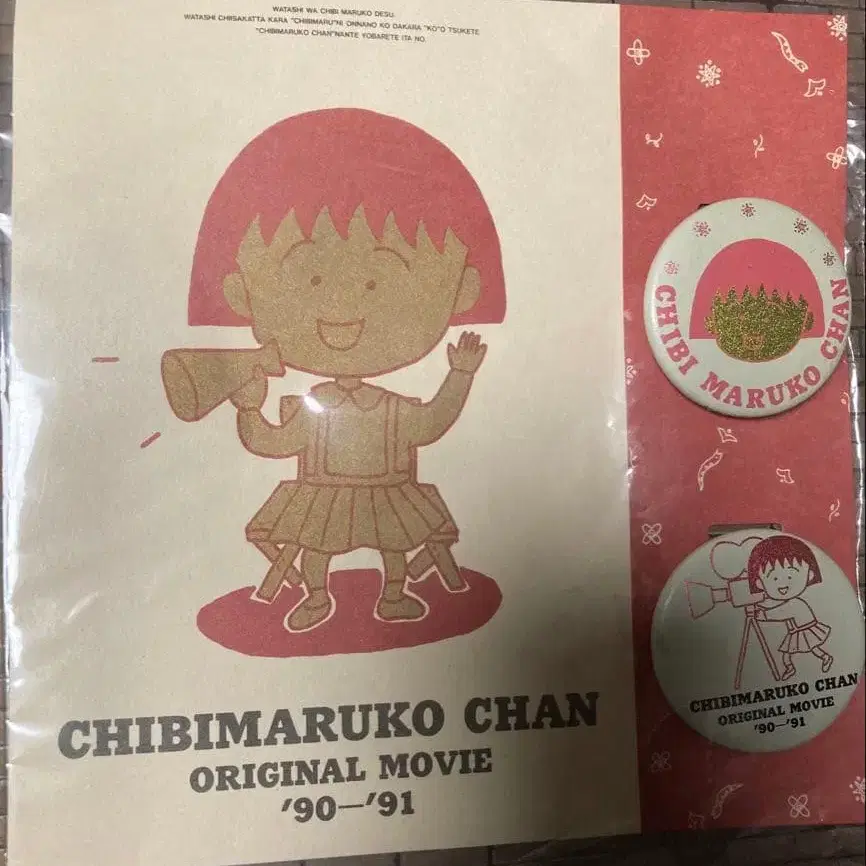 WATASHI WA CHIBI MARUKO DESU.
WATASHI CHIISAKATTA KARA "CHIBIMARU"NI ONNANO KO DAKARA "KO"O TSUKETE
"CHIBIMARUKO CHAN"NANTE YOBARETE ITA NO.
CHIBIMARUKO CHAN
ORIGINAL MOVIE
'90—'91
CHIBI MARUKO CHAN
CHIBIMARUKO CHAN
ORIGINAL MOVIE
'90—'91